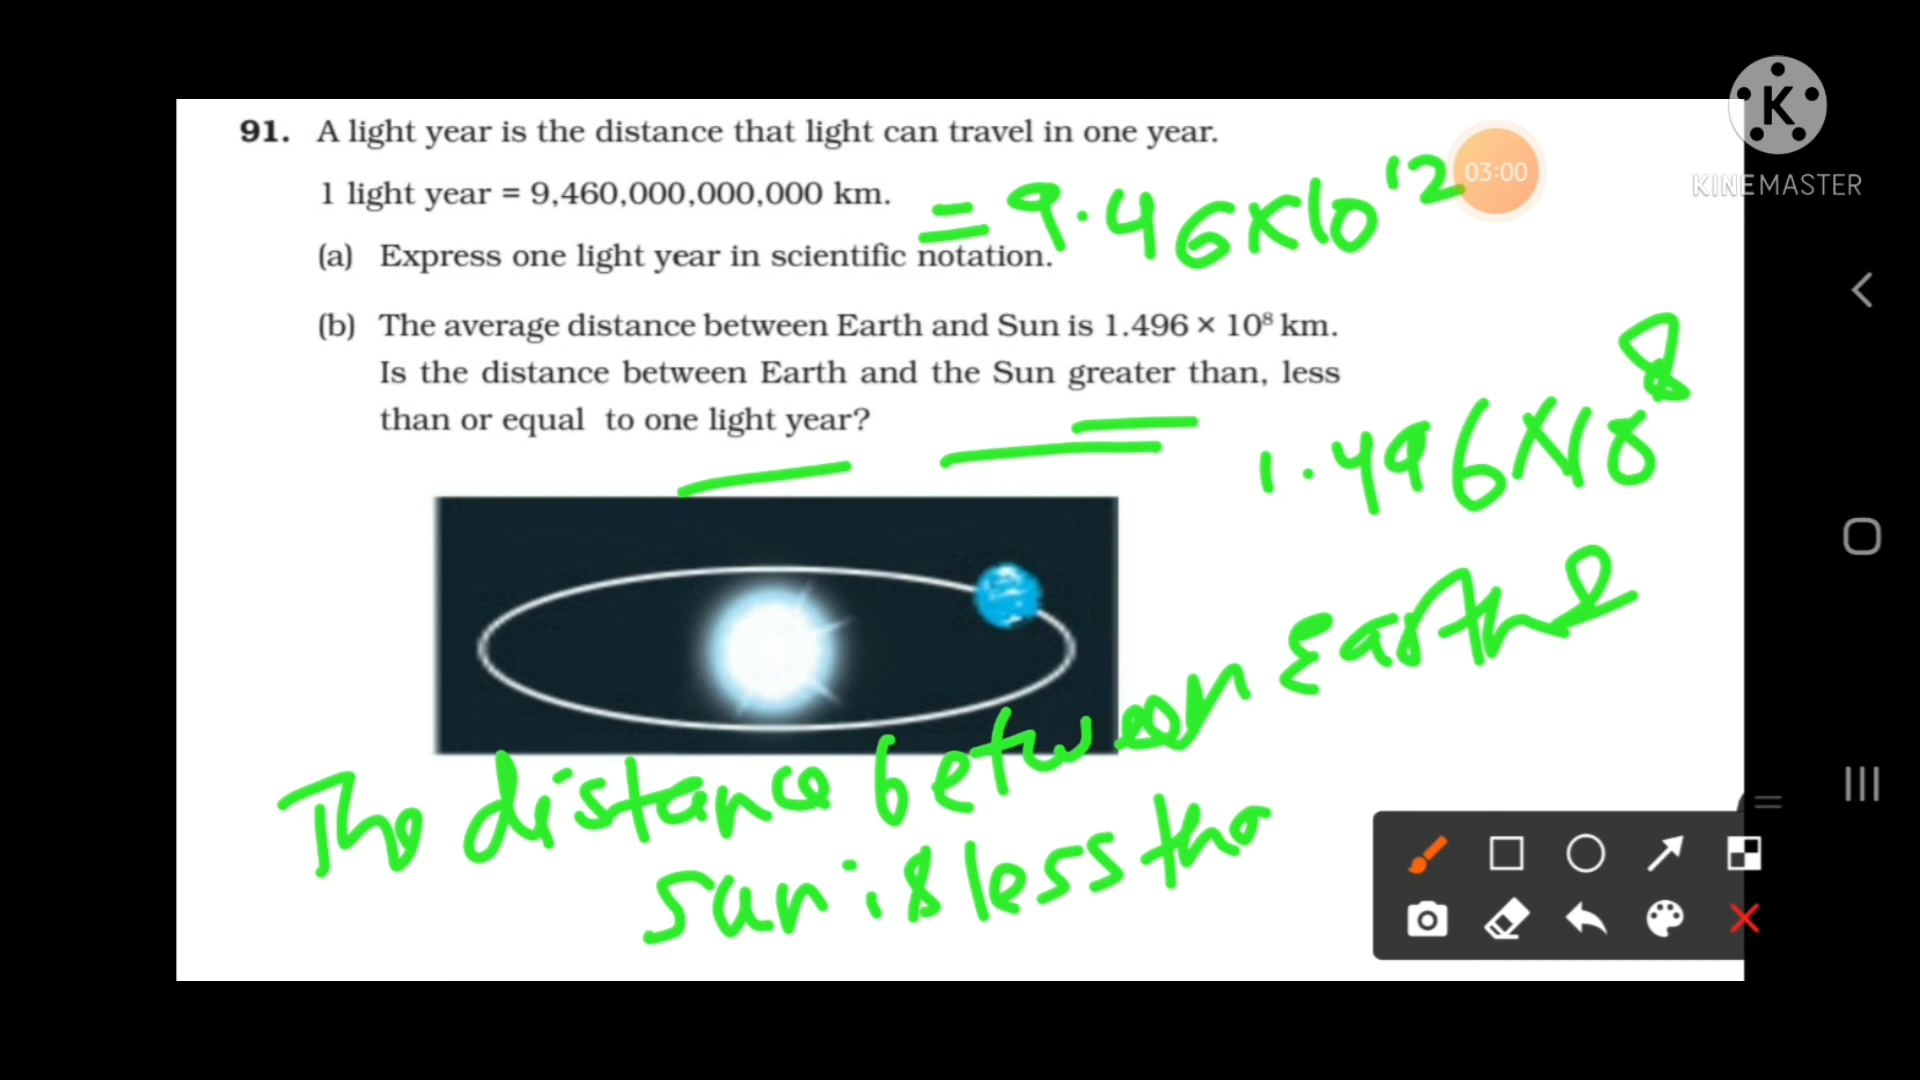 91. A light year is the distance that light can travel in one year.
1 light year = 9,460,000,000,000 km.
= 9.46×10¹²
03:00
K
KINEMASTER
(a) Express one light year in scientific notation.
(b) The average distance between Earth and Sun is 1.496 × 10⁸ km.
Is the distance between Earth and the Sun greater than, less
than or equal to one light year?
1.496×10⁸
The distance between Earth &
sun is less tha